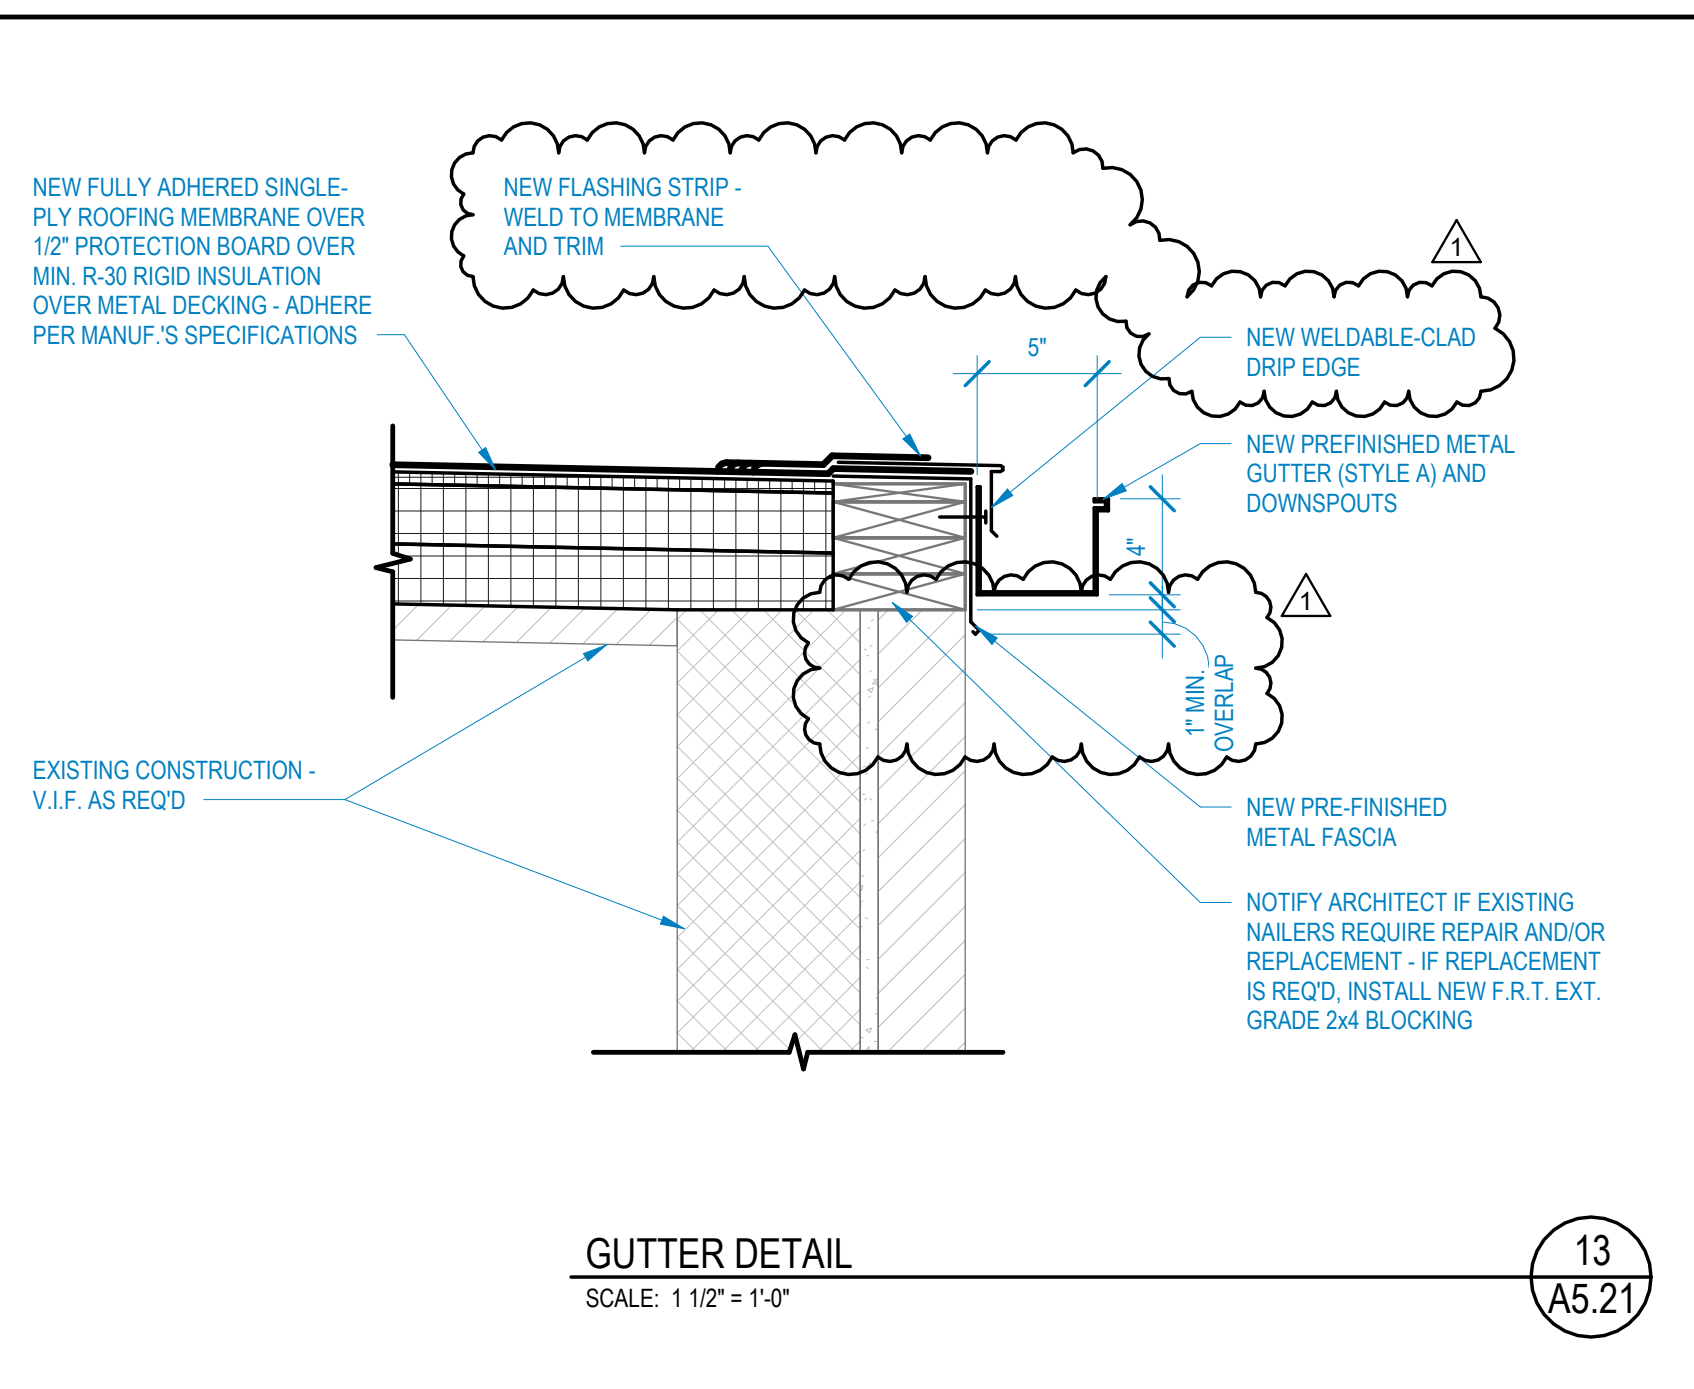 NEW FULLY ADHERED SINGLE-
PLY ROOFING MEMBRANE OVER
1/2" PROTECTION BOARD OVER
MIN. R-30 RIGID INSULATION
OVER METAL DECKING - ADHERE
PER MANUF.'S SPECIFICATIONS
NEW FLASHING STRIP -
WELD TO MEMBRANE
AND TRIM
1
NEW WELDABLE-CLAD
DRIP EDGE
5"
NEW PREFINISHED METAL
GUTTER (STYLE A) AND
DOWNSPOUTS
4"
1
1" MIN.
OVERLAP
EXISTING CONSTRUCTION -
V.I.F. AS REQ'D
NEW PRE-FINISHED
METAL FASCIA
NOTIFY ARCHITECT IF EXISTING
NAILERS REQUIRE REPAIR AND/OR
REPLACEMENT - IF REPLACEMENT
IS REQ'D, INSTALL NEW F.R.T. EXT.
GRADE 2x4 BLOCKING
GUTTER DETAIL
SCALE: 1 1/2" = 1'-0"
13
A5.21